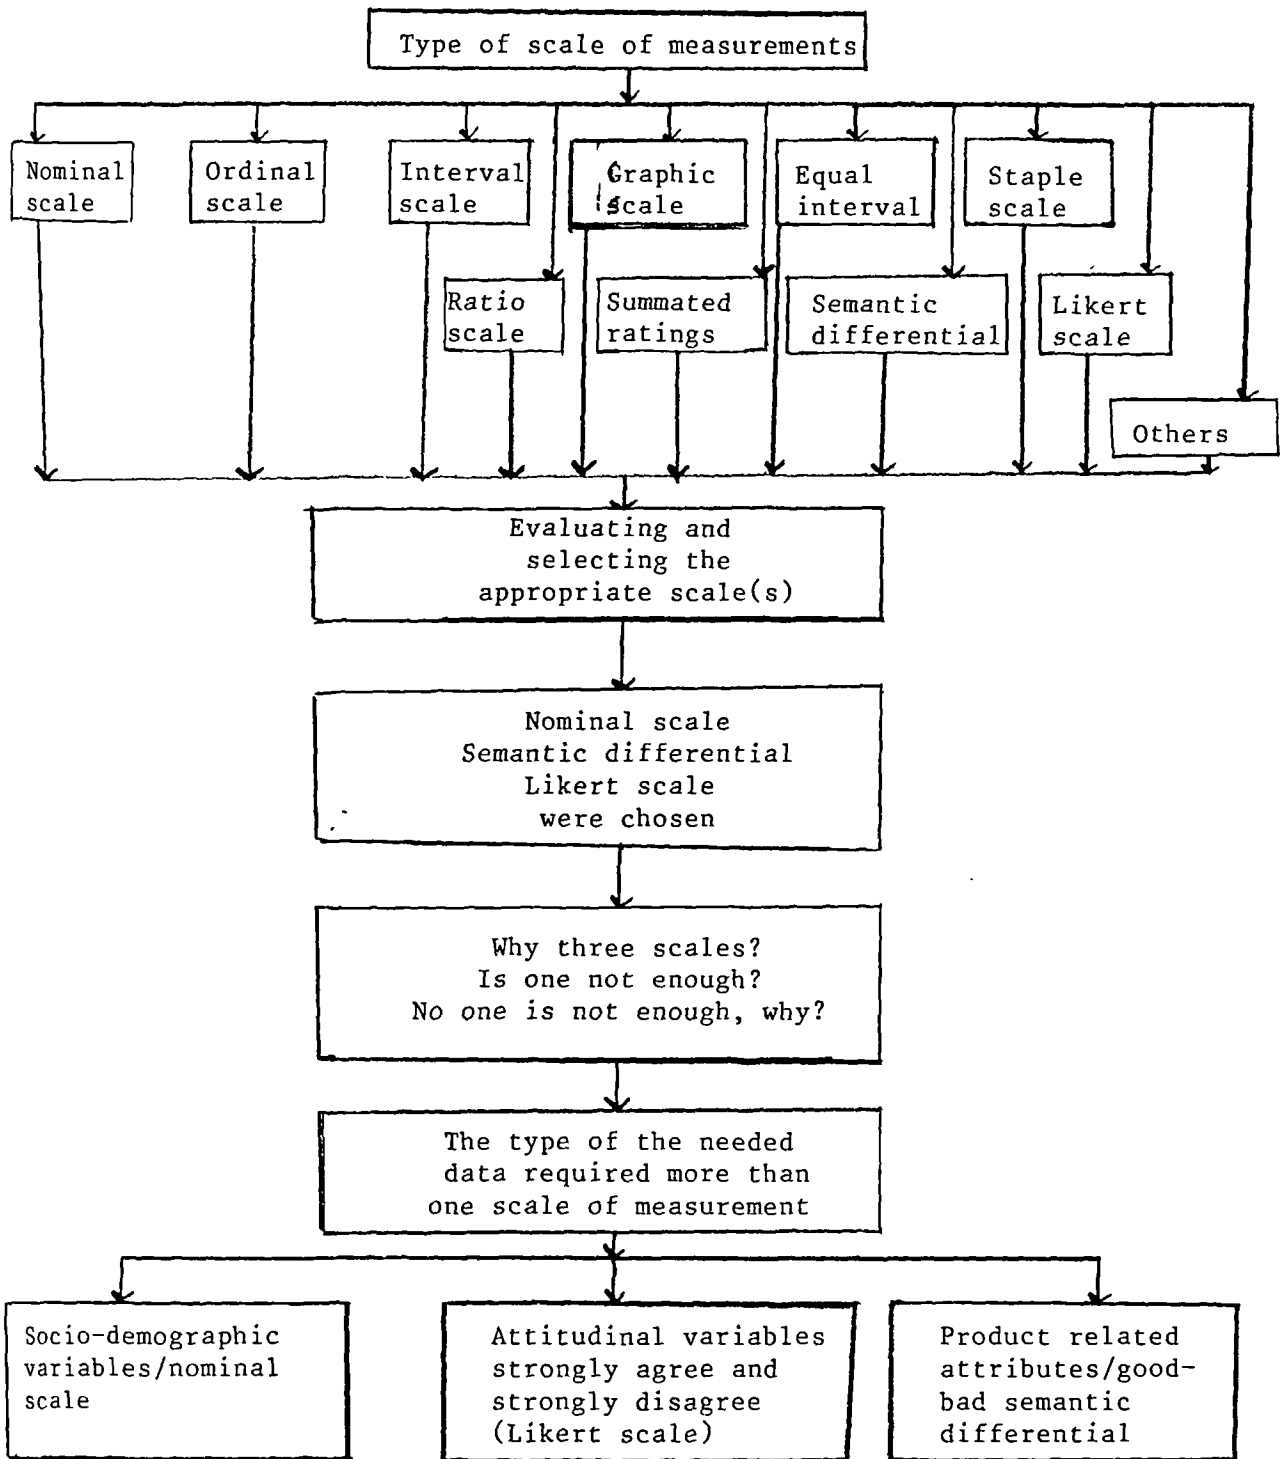 Type of scale of measurements
Nominal
scale
Ordinal
scale
Interval
scale
Graphic
scale
Equal
interval
Staple
scale
Ratio
scale
Summated
ratings
Semantic
differential
Likert
scale
Others
Evaluating and
selecting the
appropriate scale(s)
Nominal scale
Semantic differential
Likert scale
were chosen
Why three scales?
Is one not enough?
No one is not enough, why?
The type of the needed
data required more than
one scale of measurement
Socio-demographic
variables/nominal
scale
Attitudinal variables
strongly agree and
strongly disagree
(Likert scale)
Product related
attributes/good-
bad semantic
differential